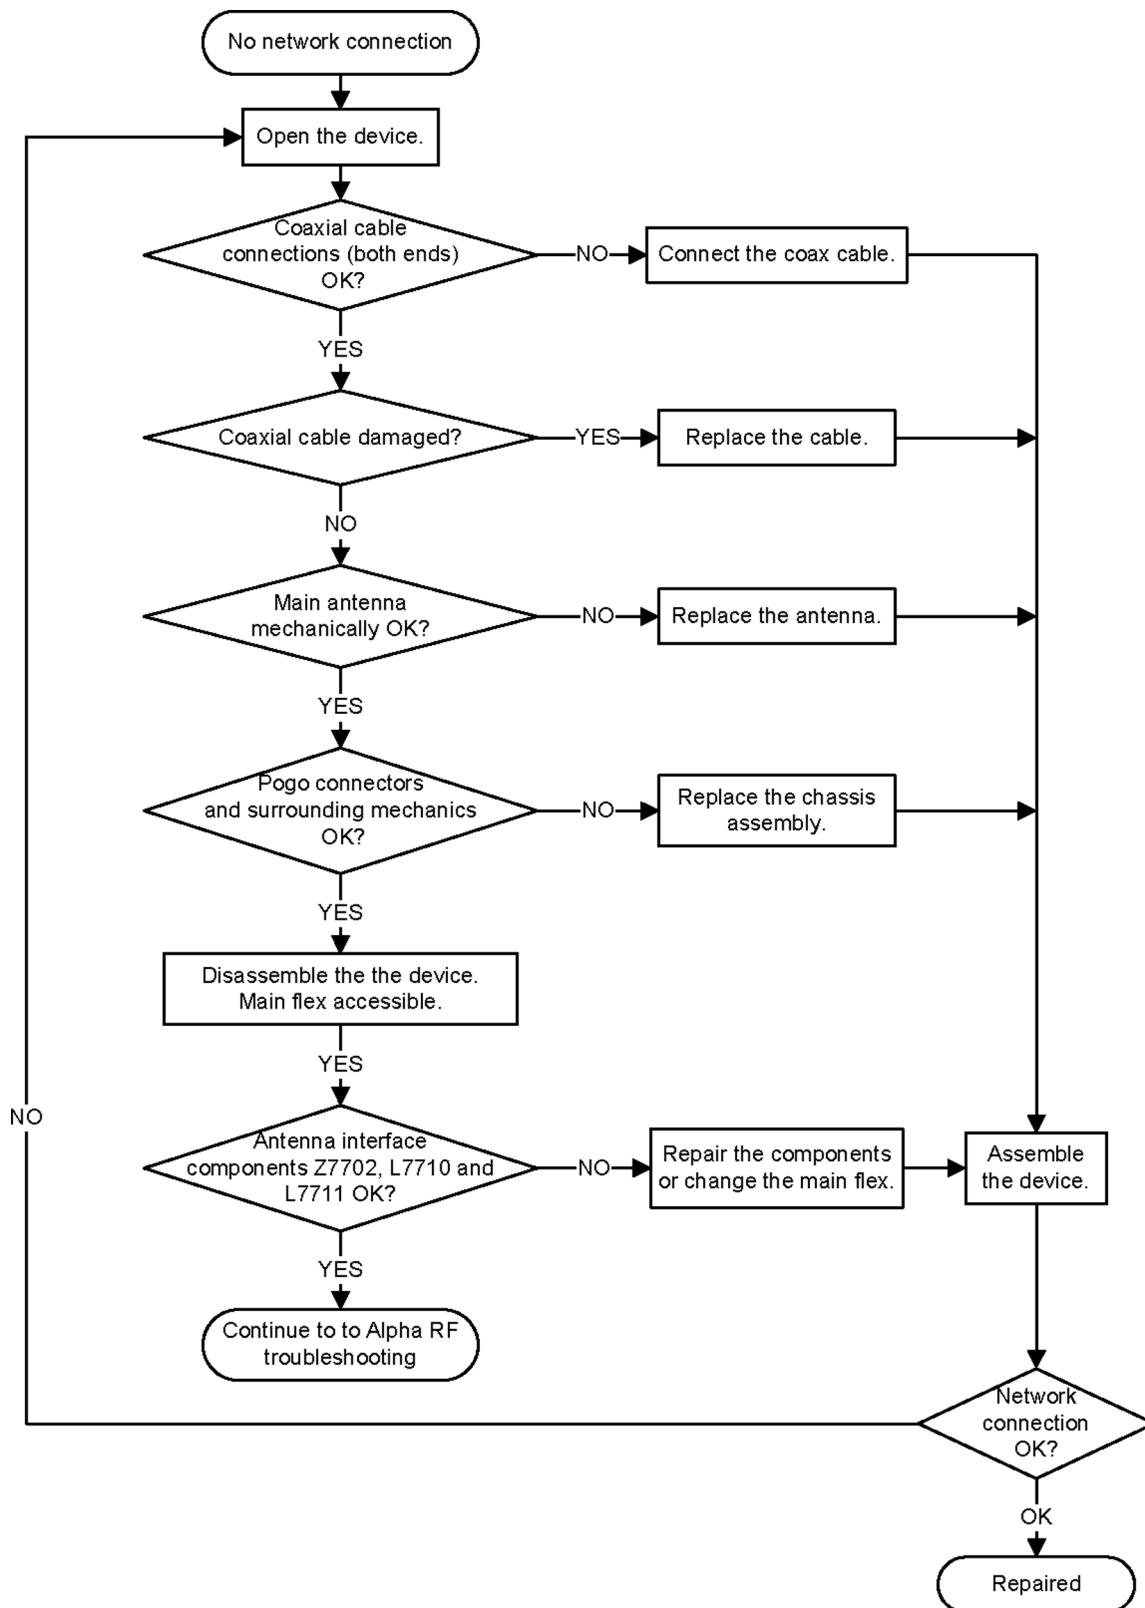 No network connection
Open the device.
Coaxial cable
connections (both ends)
OK?
NO
Connect the coax cable.
YES
Coaxial cable damaged?
YES
Replace the cable.
NO
Main antenna
mechanically OK?
NO
Replace the antenna.
YES
Pogo connectors
and surrounding mechanics
OK?
NO
Replace the chassis
assembly.
YES
Disassemble the the device.
Main flex accessible.
YES
NO
Antenna interface
components Z7702, L7710 and
L7711 OK?
NO
Repair the components
or change the main flex.
Assemble
the device.
YES
Continue to to Alpha RF
troubleshooting
Network
connection
OK?
OK
Repaired